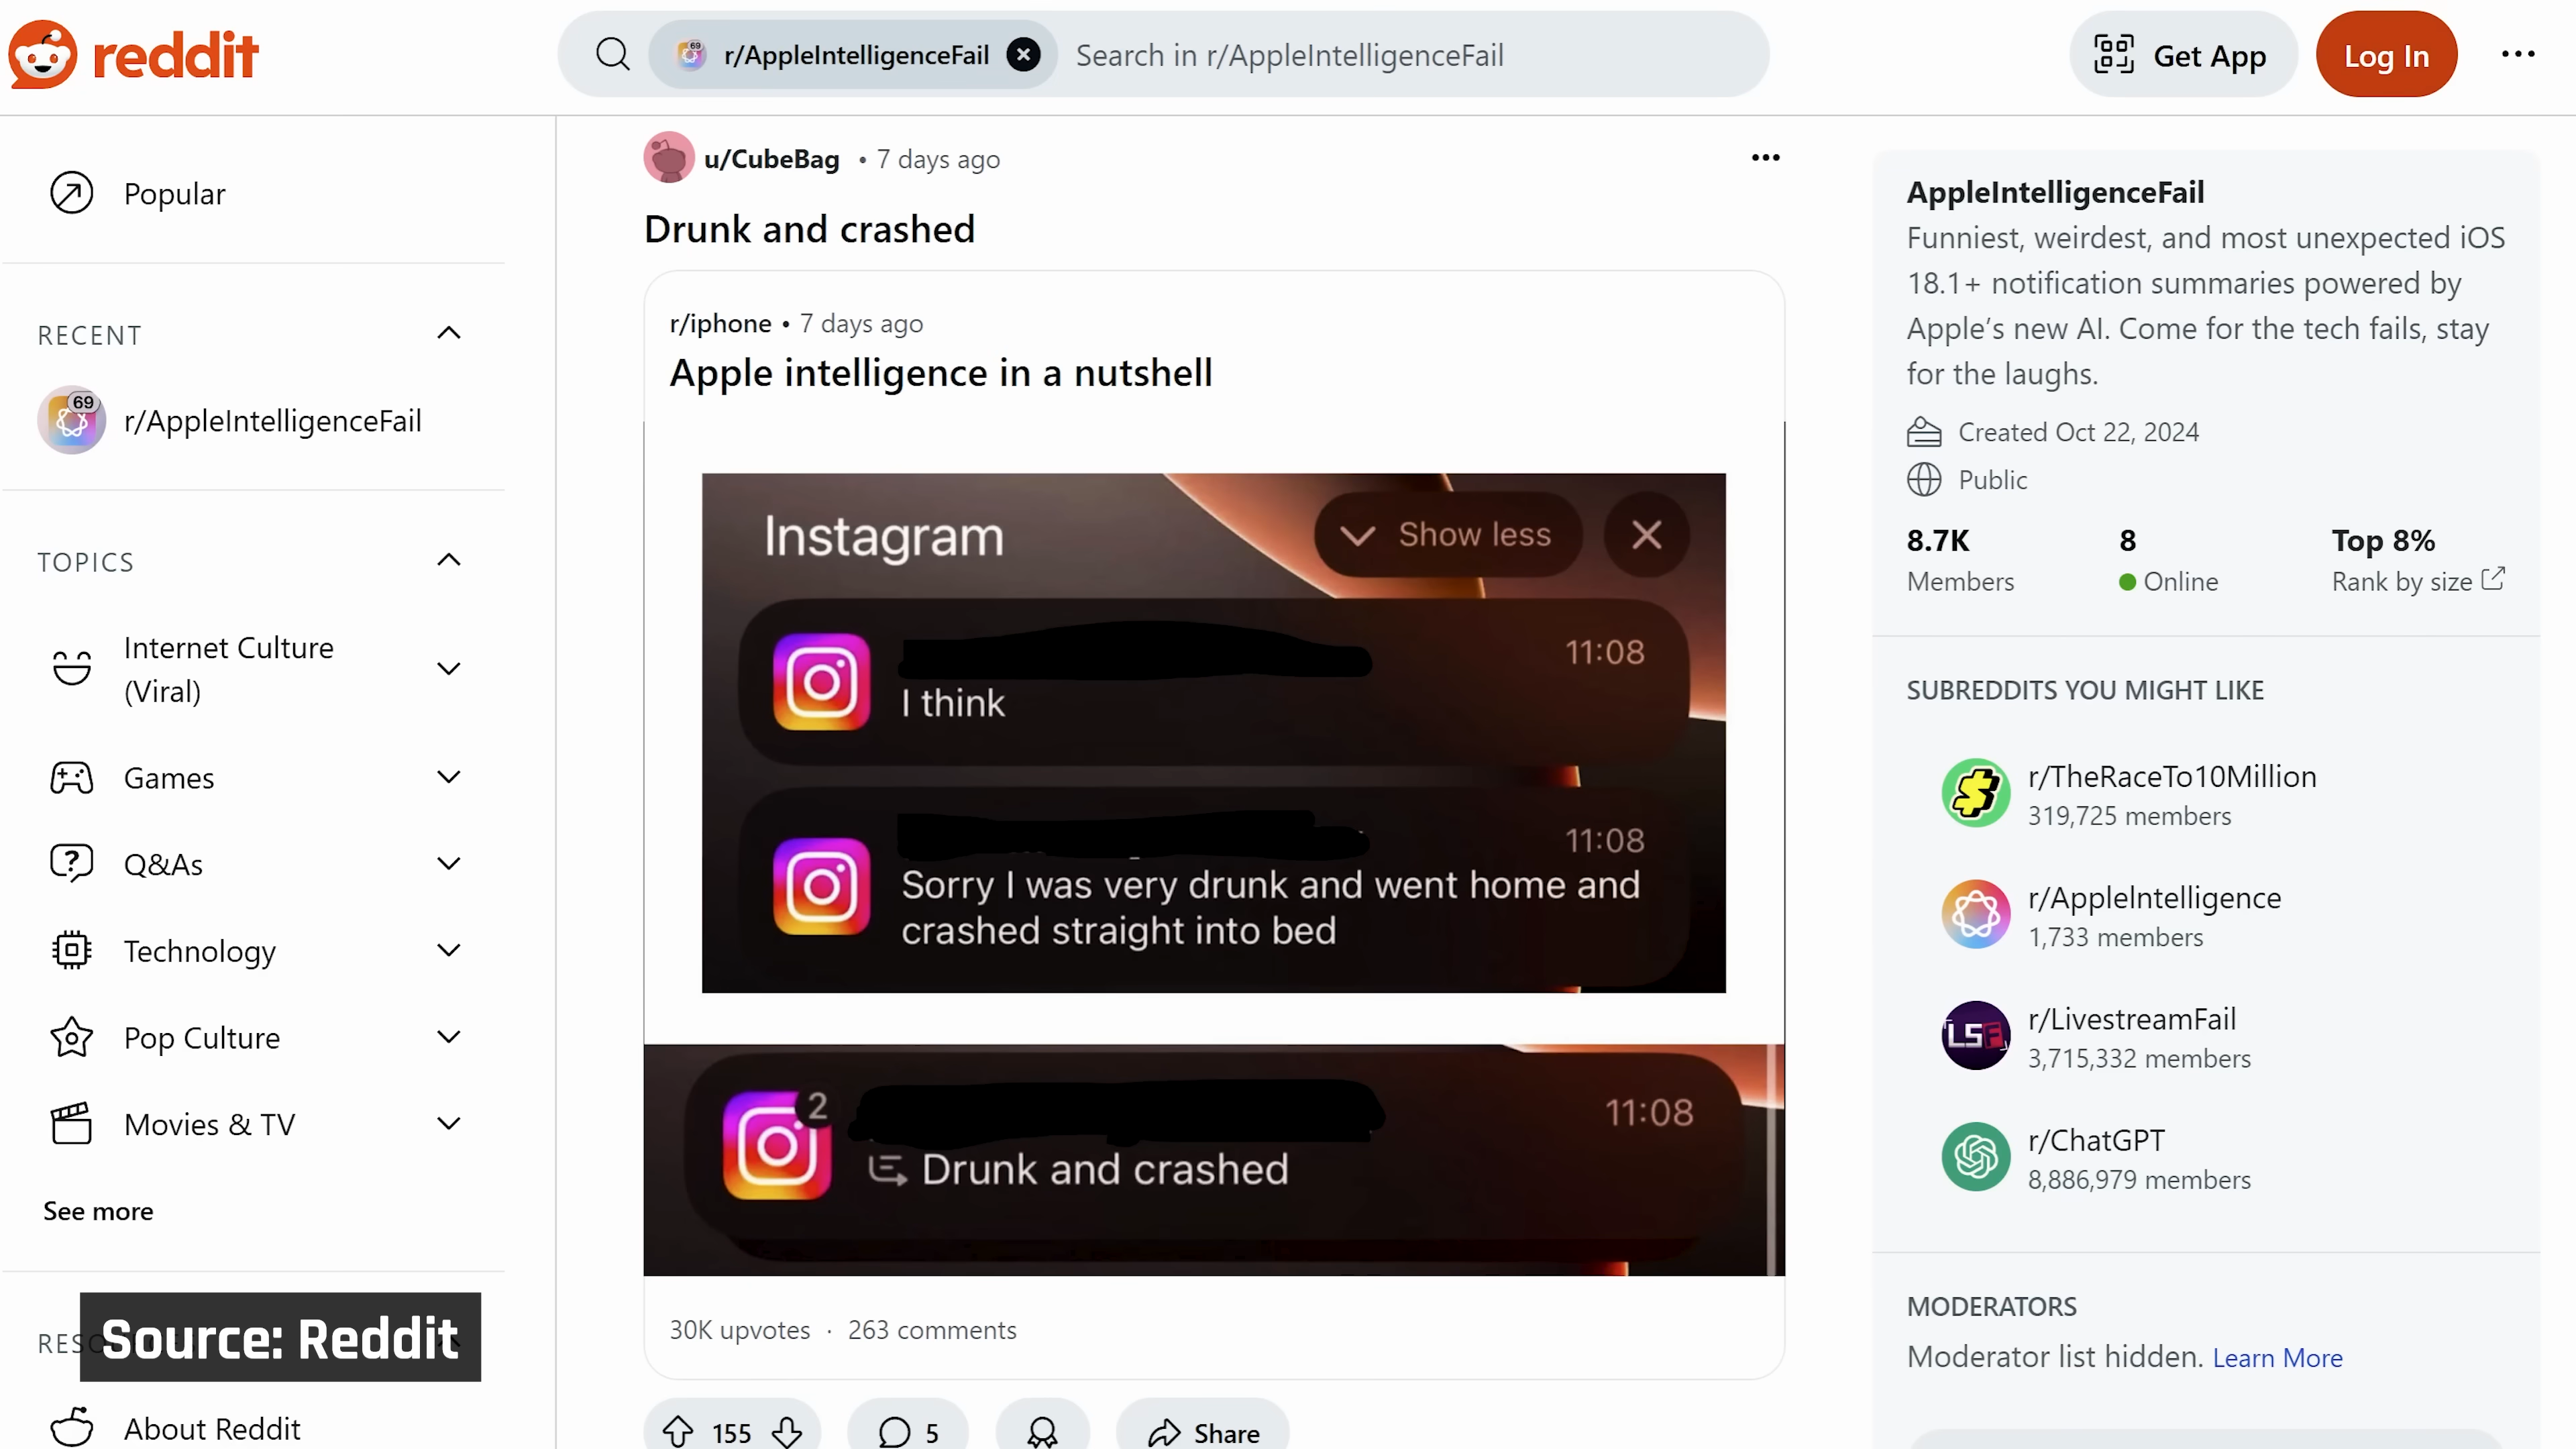 reddit
r/AppleIntelligenceFail
Search in r/AppleIntelligenceFail
Get App
Log In
Popular
RECENT
69
r/AppleIntelligenceFail
TOPICS
Internet Culture
(Viral)
Games
Q&As
Technology
Pop Culture
Movies & TV
See more
Source: Reddit
About Reddit
u/CubeBag • 7 days ago
Drunk and crashed
r/iphone • 7 days ago
Apple intelligence in a nutshell
Instagram
Show less
11:08
I think
11:08
Sorry I was very drunk and went home and
crashed straight into bed
2
11:08
Drunk and crashed
30K upvotes · 263 comments
155
5
Share
AppleIntelligenceFail
Funniest, weirdest, and most unexpected iOS
18.1+ notification summaries powered by
Apple’s new AI. Come for the tech fails, stay
for the laughs.
Created Oct 22, 2024
Public
8.7K
Members
8
Online
Top 8%
Rank by size
SUBREDDITS YOU MIGHT LIKE
r/TheRaceTo10Million
319,725 members
r/AppleIntelligence
1,733 members
LSF
r/LivestreamFail
3,715,332 members
r/ChatGPT
8,886,979 members
MODERATORS
Moderator list hidden. Learn More